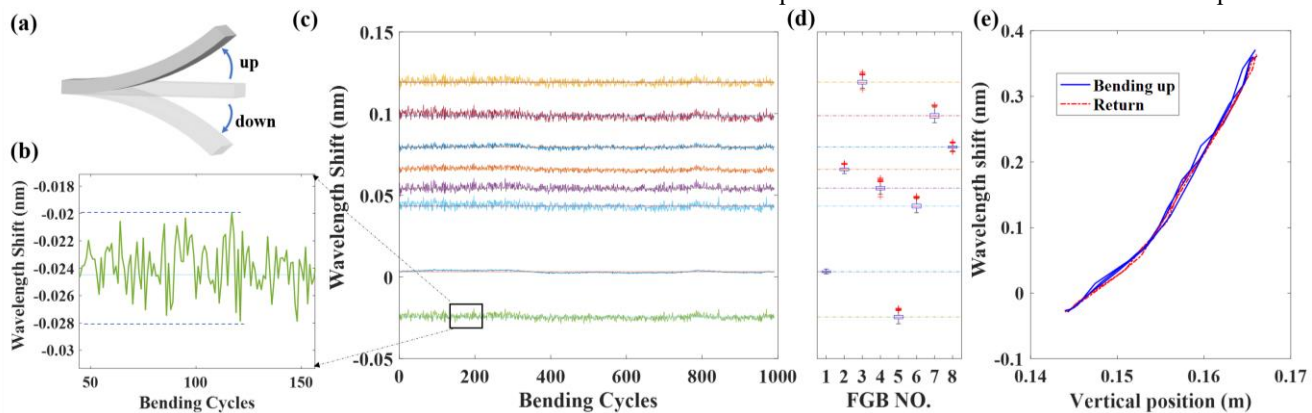 (a)
up
down
(b)
Wavelength Shift (nm)
-0.018
-0.02
-0.022
-0.024
-0.026
-0.028
-0.03
50
100
150
Bending Cycles
(c)
Wavelength Shift (nm)
0.15
0.1
0.05
0
-0.05
0
200
400
600
800
1000
Bending Cycles
(d)
1 2 3 4 5 6 7 8
FGB NO.
(e)
Wavelength shift (nm)
0.4
0.3
0.2
0.1
0
-0.1
Bending up
Return
0.14
0.15
0.16
0.17
Vertical position (m)